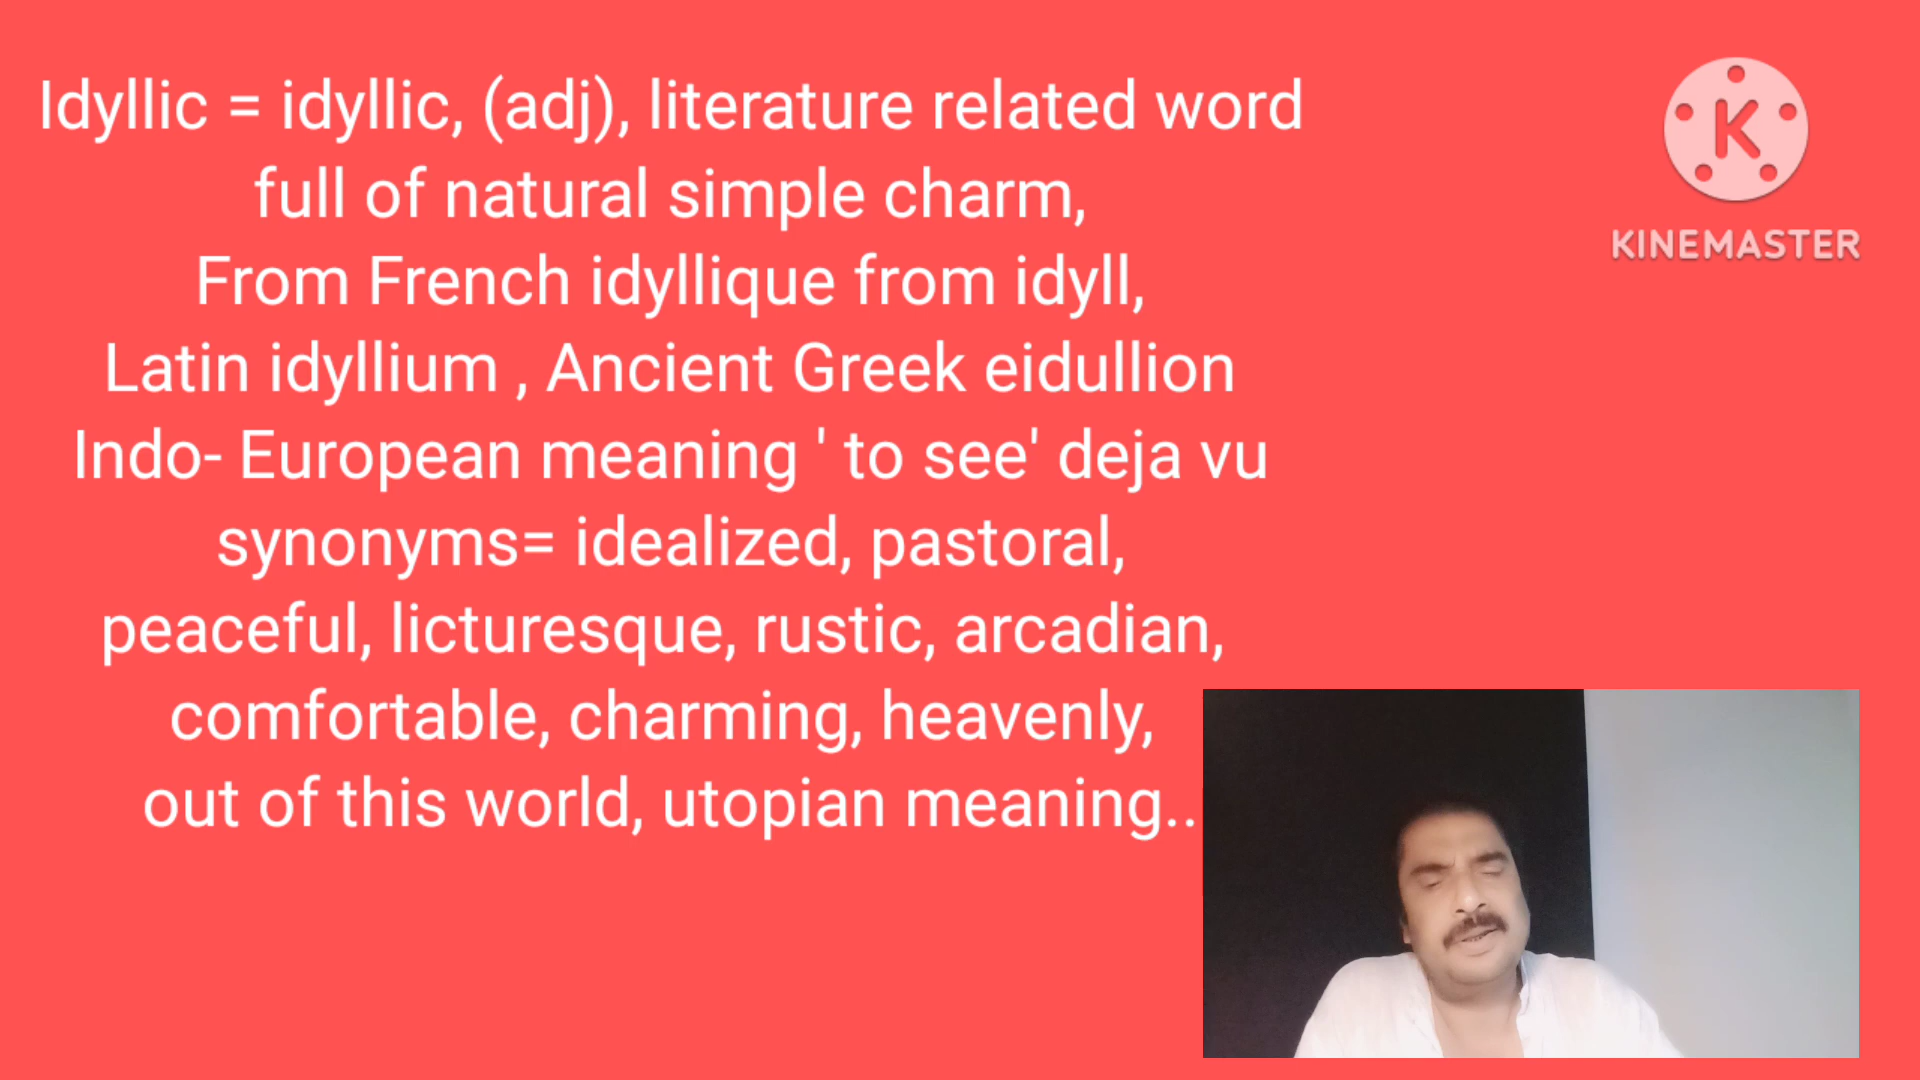 Idyllic = idyllic, (adj), literature related word
full of natural simple charm,
From French idyllique from idyll,
Latin idyllium , Ancient Greek eidullion
Indo- European meaning ' to see' deja vu
synonyms= idealized, pastoral,
peaceful, licturesque, rustic, arcadian,
comfortable, charming, heavenly,
out of this world, utopian meaning..
K
KINEMASTER